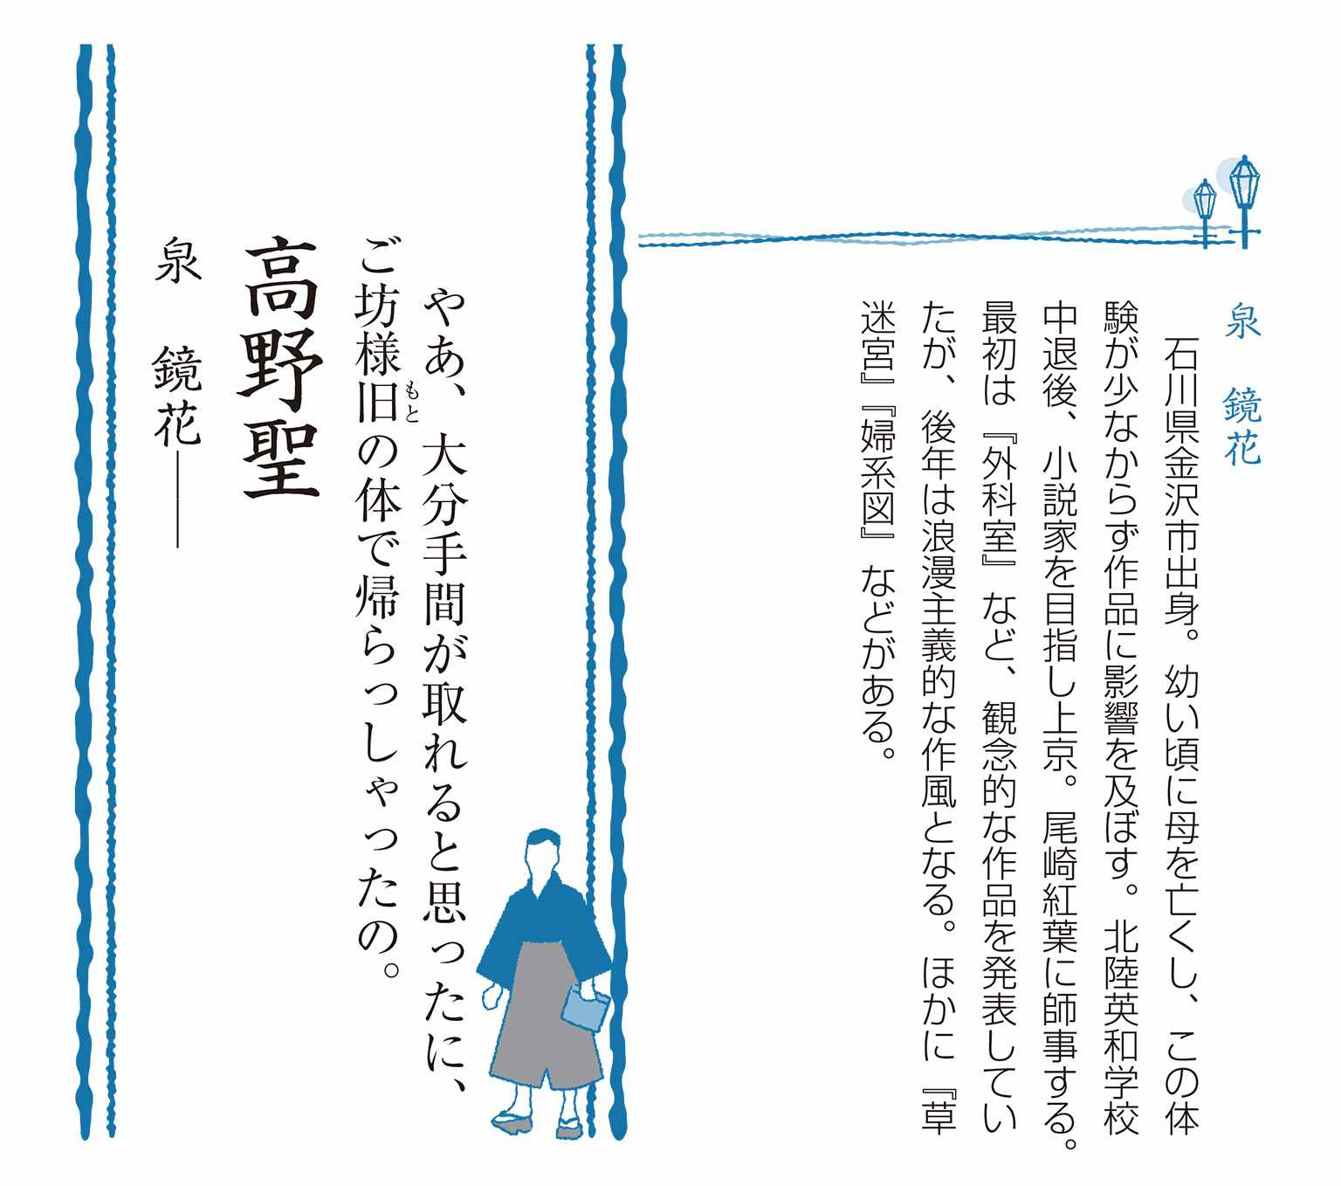 泉 鏡花
石川県金沢市出身。幼い頃に母を亡くし、この体
験が少なからず作品に影響を及ぼす。北陸英和学校
中退後、小説家を目指し上京。尾崎紅葉に師事する。
最初は『外科室』など、観念的な作品を発表してい
たが、後年は浪漫主義的な作風となる。ほかに『草
迷宮』『婦系図』などがある。
やあ、大分手間が取れると思ったに、
ご坊様旧の体で帰らっしゃったの。
もと
高野聖
泉 鏡花――